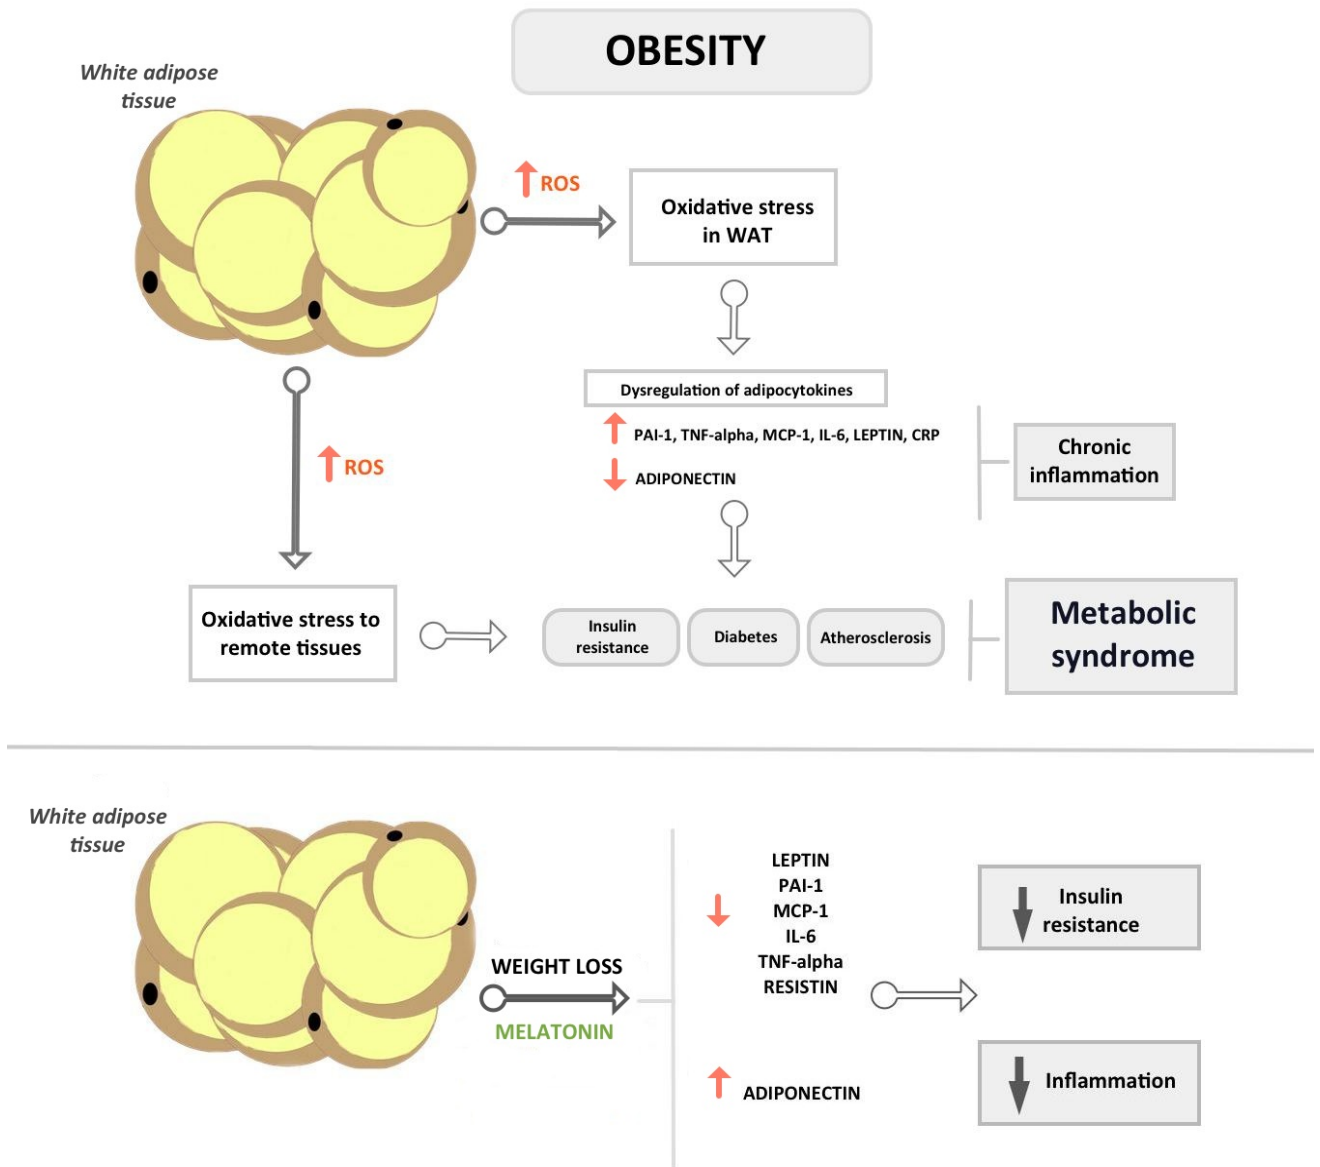 OBESITY
White adipose
tissue
ROS
Oxidative stress
in WAT
Dysregulation of adipocytokines
PAI-1, TNF-alpha, MCP-1, IL-6, LEPTIN, CRP
ADIPONECTIN
Chronic
inflammation
ROS
Oxidative stress to
remote tissues
Insulin
resistance
Diabetes
Atherosclerosis
Metabolic
syndrome
White adipose
tissue
WEIGHT LOSS
MELATONIN
LEPTIN
PAI-1
MCP-1
IL-6
TNF-alpha
RESISTIN
ADIPONECTIN
Insulin
resistance
Inflammation